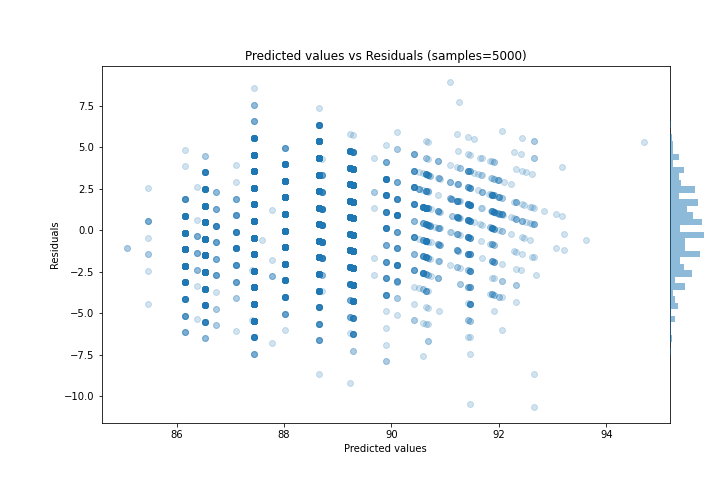 Predicted values vs Residuals (samples=5000)
7.5
5.0
2.5
0.0
−2.5
−5.0
−7.5
−10.0
Residuals
86 88 90 92 94
Predicted values